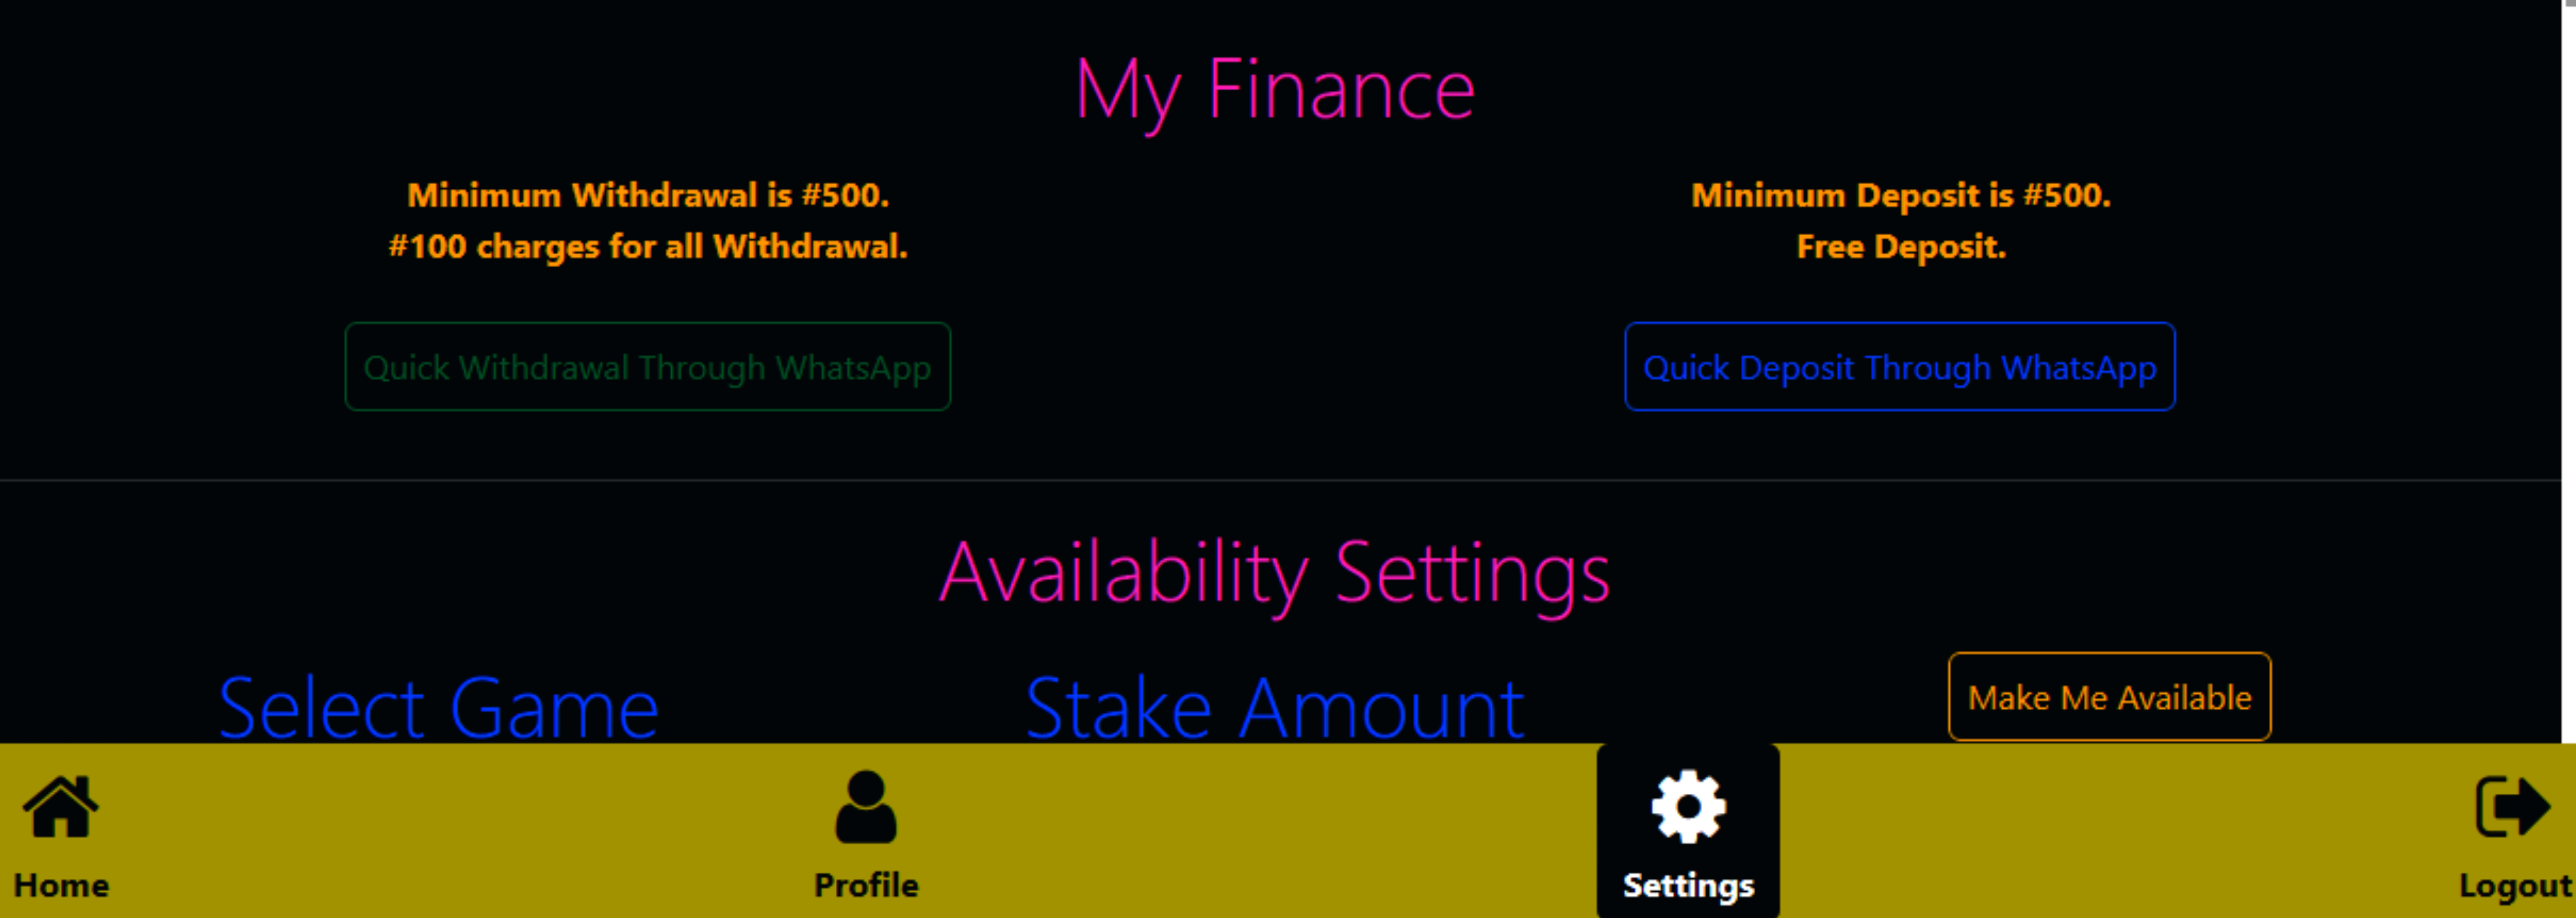 My Finance
Minimum Withdrawal is #500.
#100 charges for all Withdrawal.
Quick Withdrawal Through WhatsApp
Minimum Deposit is #500.
Free Deposit.
Quick Deposit Through WhatsApp
Availability Settings
Select Game
Stake Amount
Make Me Available
Home
Profile
Settings
Logout